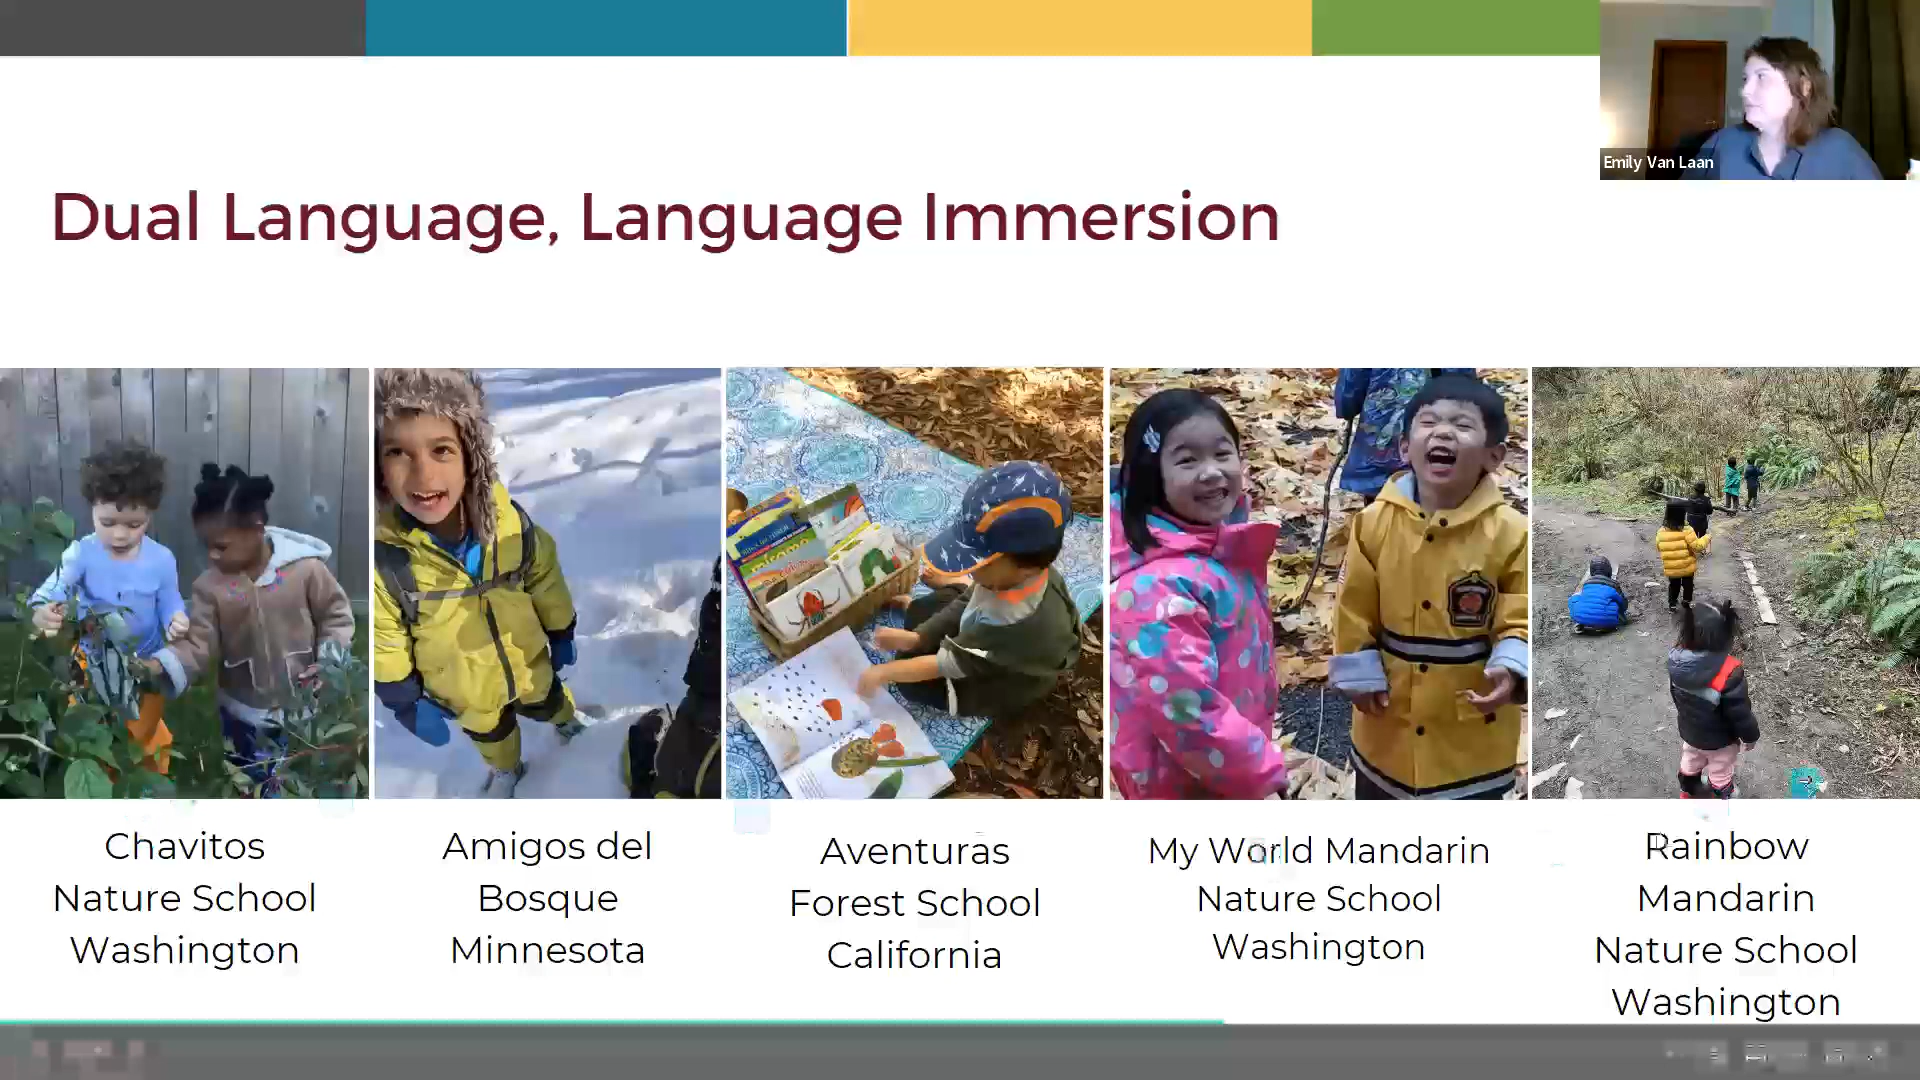 Emily Van Laan
Dual Language, Language Immersion
Chavitos
Nature School
Washington
Amigos del
Bosque
Minnesota
Aventuras
Forest School
California
My World Mandarin
Nature School
Washington
Rainbow
Mandarin
Nature School
Washington